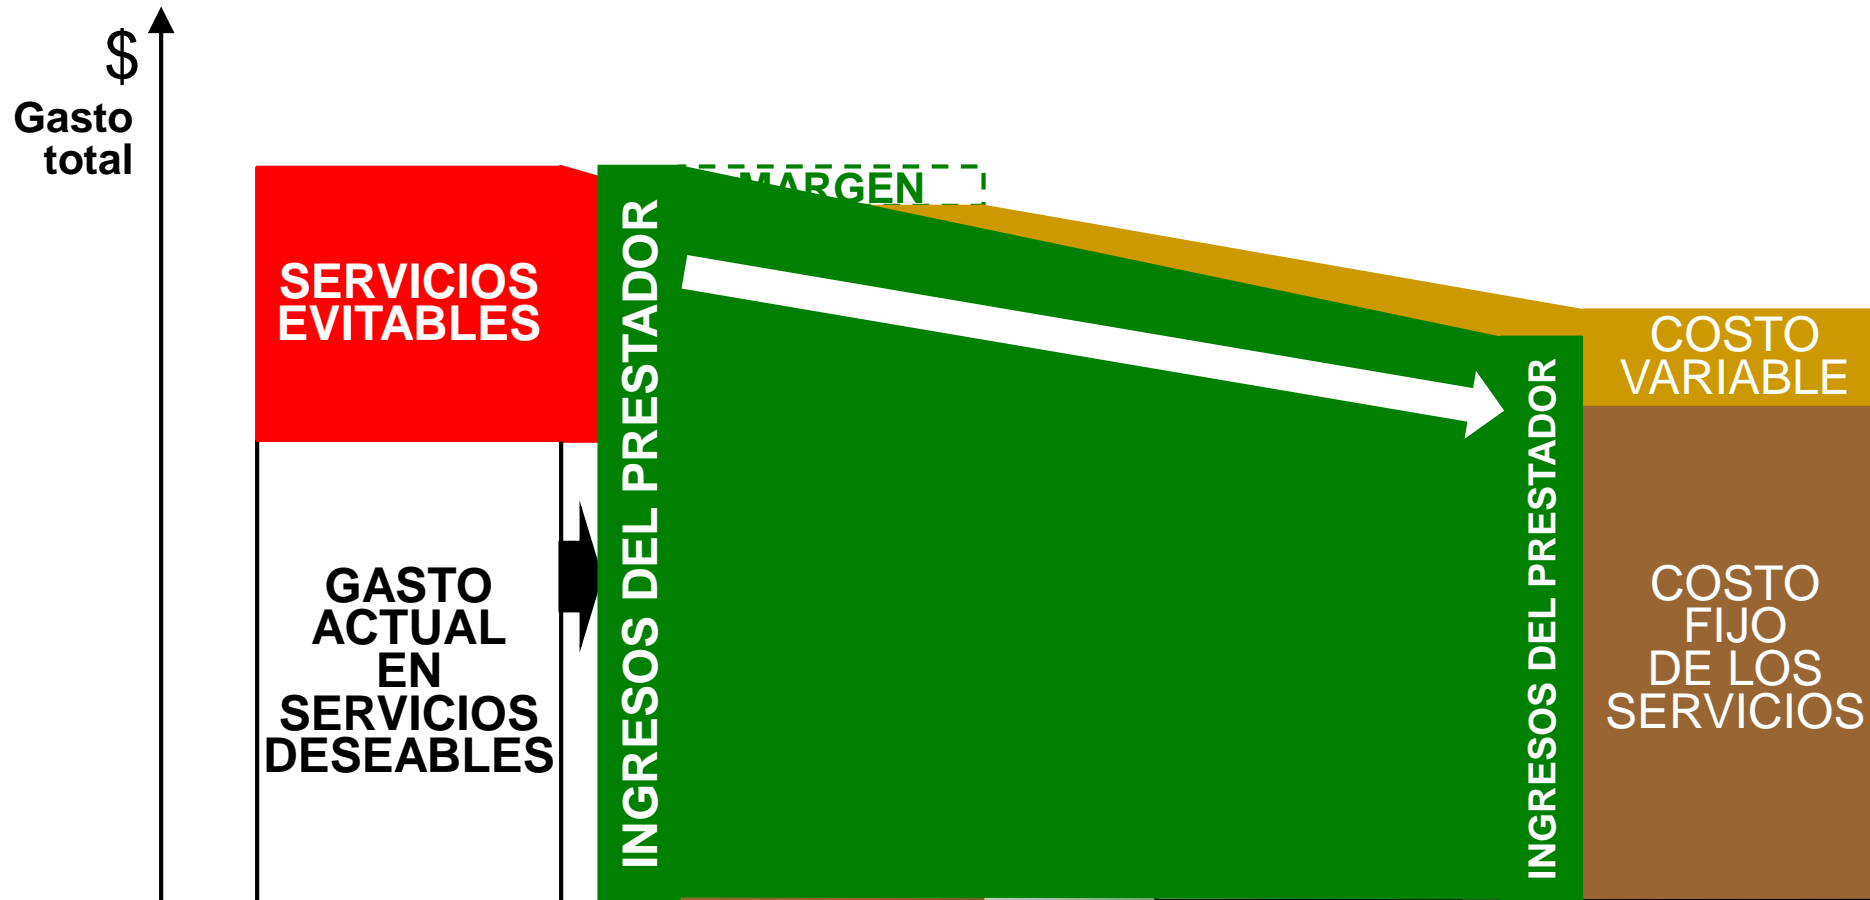 $
Gasto
total
SERVICIOS
EVITABLES
GASTO
ACTUAL
EN
SERVICIOS
DESEABLES
INGRESOS DEL PRESTADOR
MARGEN
INGRESOS DEL PRESTADOR
COSTO
VARIABLE
COSTO
FIJO
DE LOS
SERVICIOS